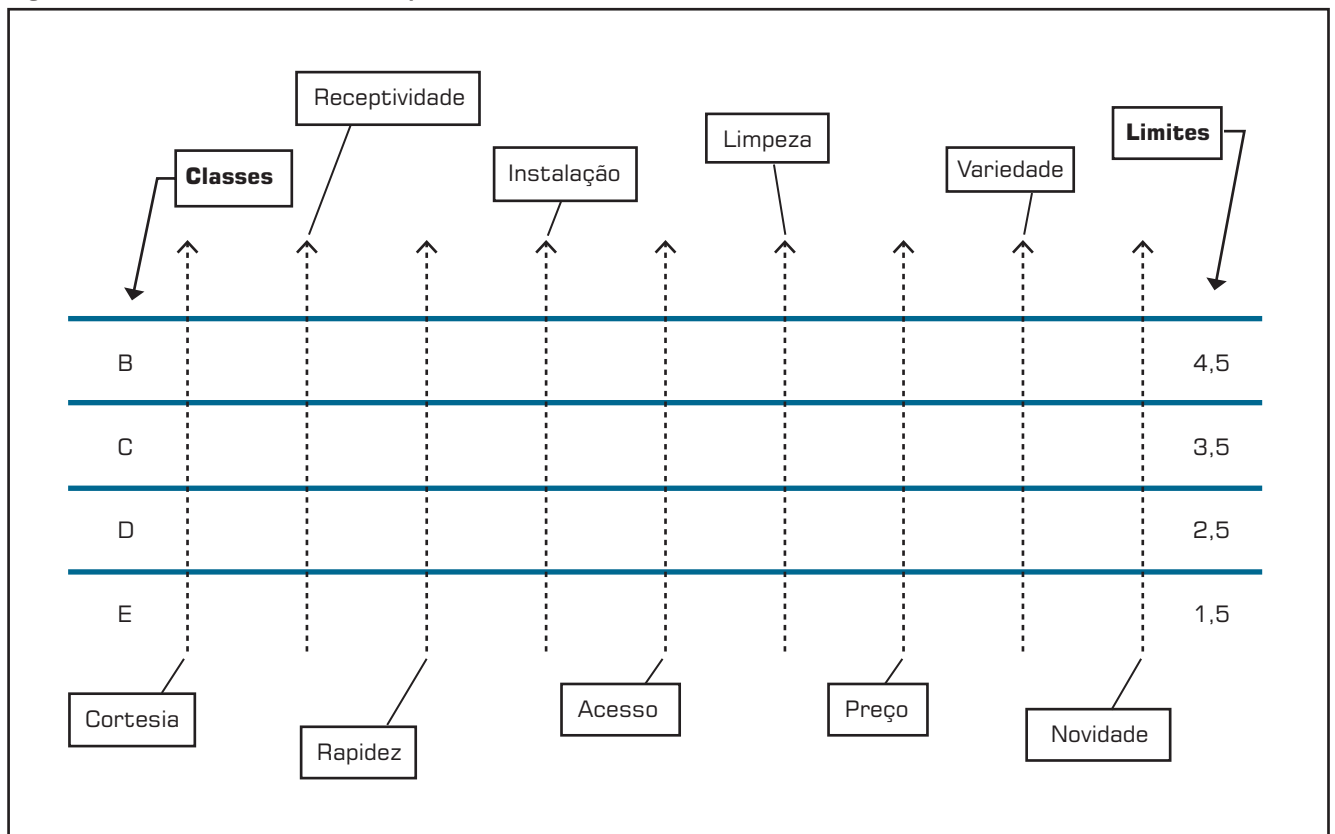 Receptividade
Limpeza
Limites
Classes
Instalação
Variedade
B
4,5
C
3,5
D
2,5
E
1,5
Cortesia
Rapidez
Acesso
Preço
Novidade